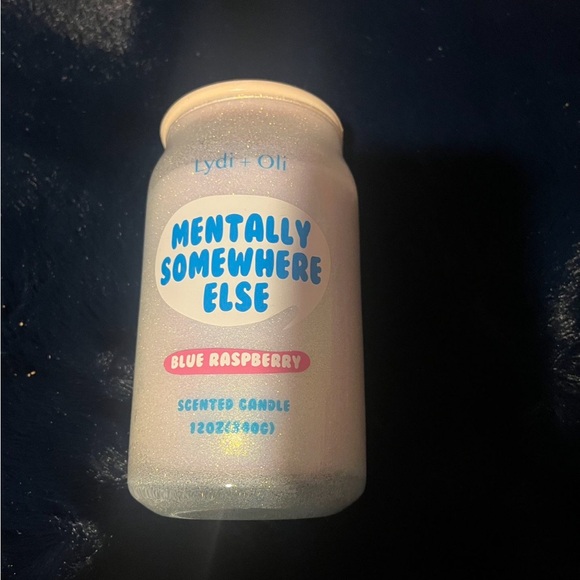 Lydi + Oli
MENTALLY
SOMEWHERE
ELSE
BLUE RASPBERRY
SCENTED CANDLE
12OZ(340G)